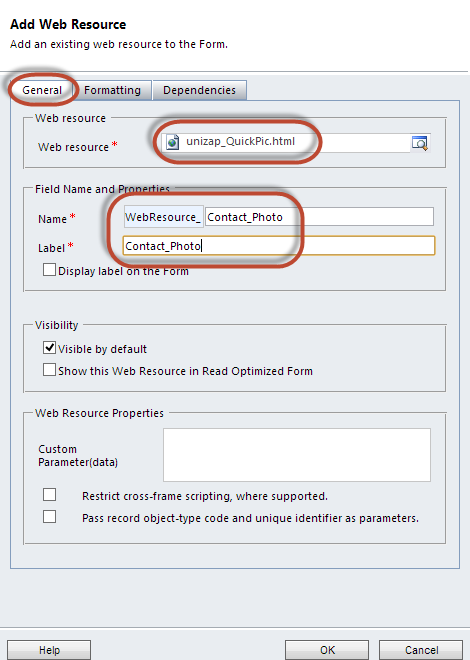 Add Web Resource
Add an existing web resource to the Form.
General Formatting Dependencies
Web resource
Web resource * unizap_QuickPic.html
Field Name and Properties
Name * WebResource_ Contact_Photo
Label * Contact_Photo
Display label on the Form
Visibility
Visible by default
Show this Web Resource in Read Optimized Form
Web Resource Properties
Custom
Parameter(data)
Restrict cross-frame scripting, where supported.
Pass record object-type code and unique identifier as parameters.
Help OK Cancel